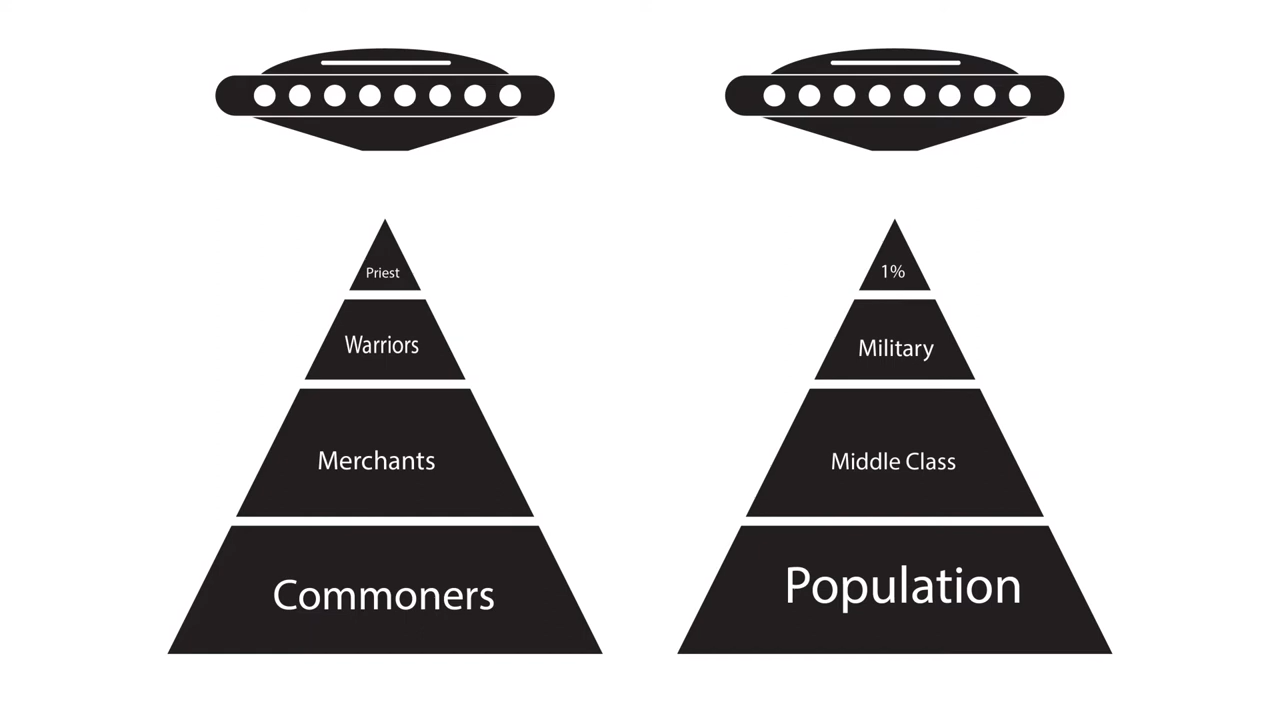 Priest
Warriors
Merchants
Commoners
1%
Military
Middle Class
Population